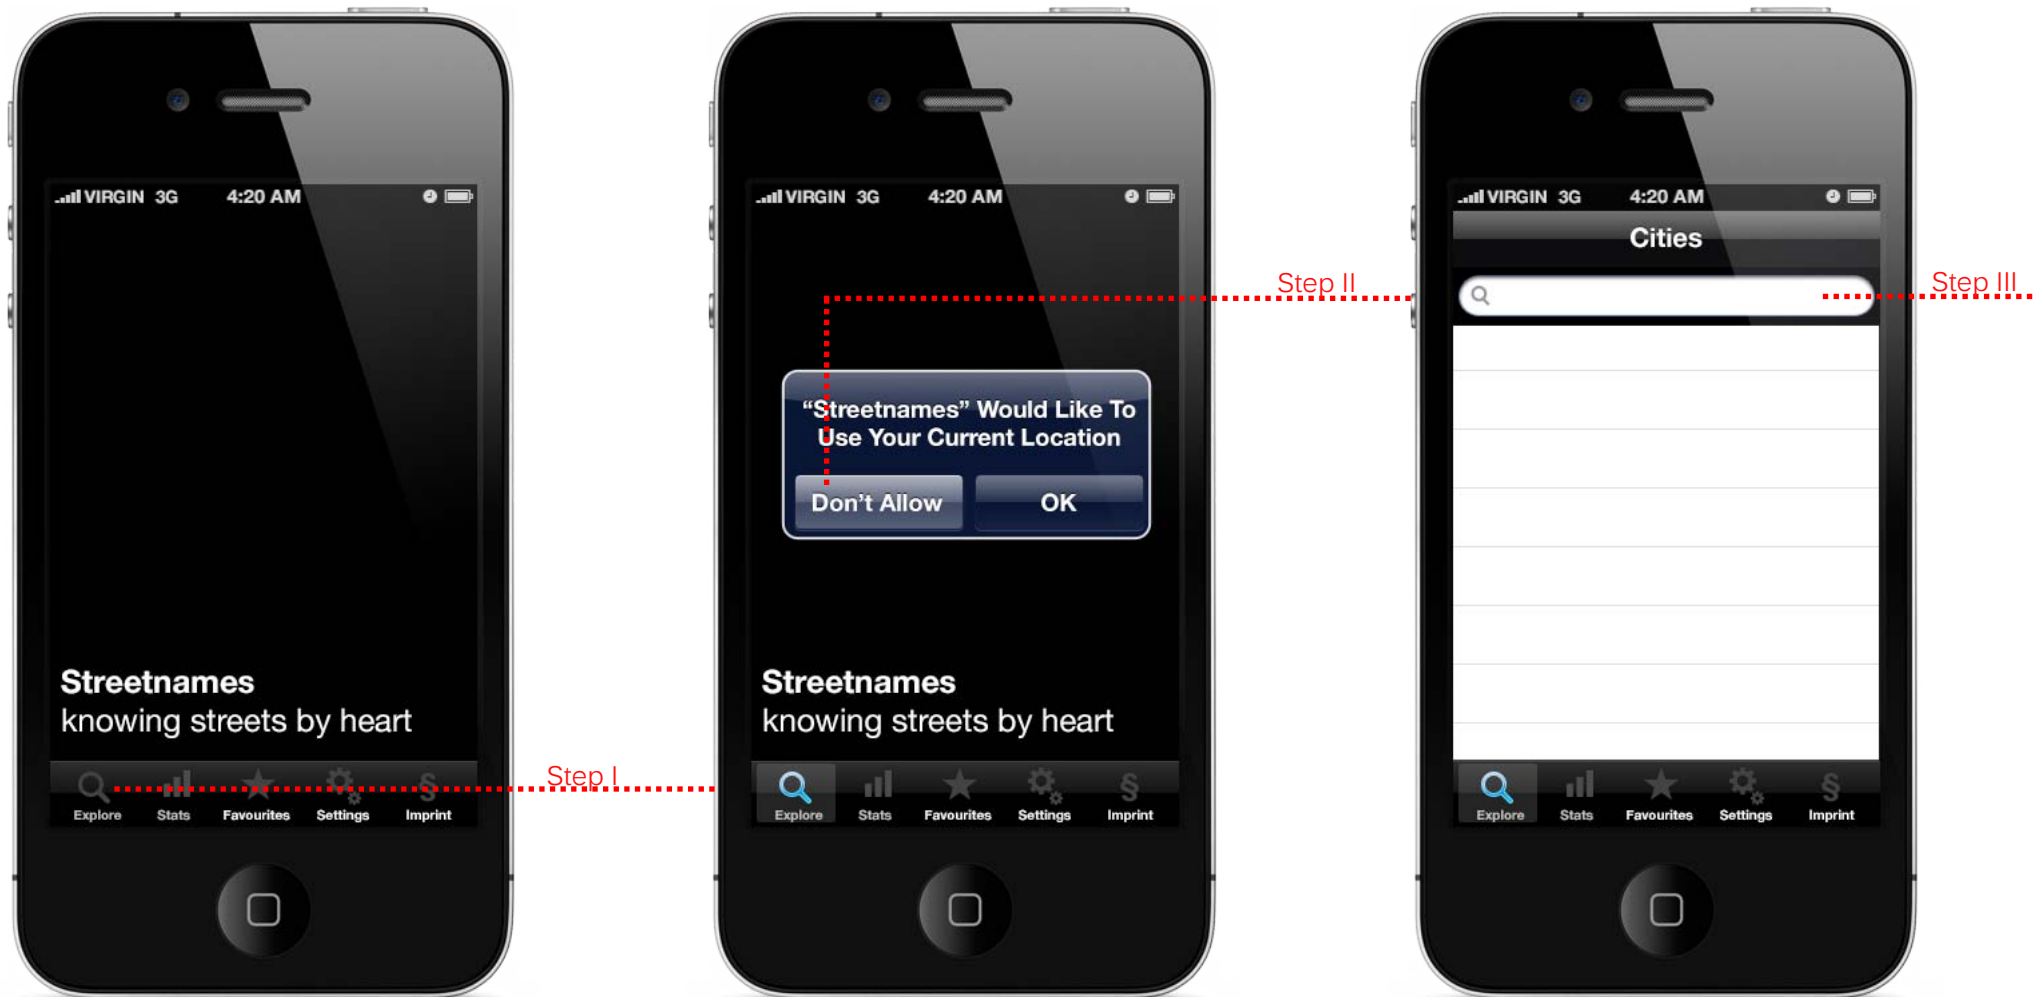 VIRGIN 3G 4:20 AM
Streetnames
knowing streets by heart
Explore Stats Favourites Settings Imprint
Step I
VIRGIN 3G 4:20 AM
“Streetnames” Would Like To
Use Your Current Location
Don't Allow OK
Streetnames
knowing streets by heart
Explore Stats Favourites Settings Imprint
Step II
VIRGIN 3G 4:20 AM
Cities
Explore Stats Favourites Settings Imprint
Step III